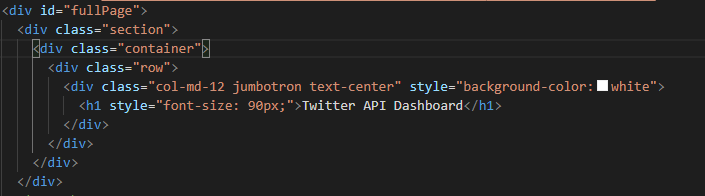 <div id="fullPage">
<div class="section">
<div class="container">
<div class="row">
<div class="col-md-12 jumbotron text-center" style="background-color:white">
<h1 style="font-size: 90px;">Twitter API Dashboard</h1>
</div>
</div>
</div>
</div>